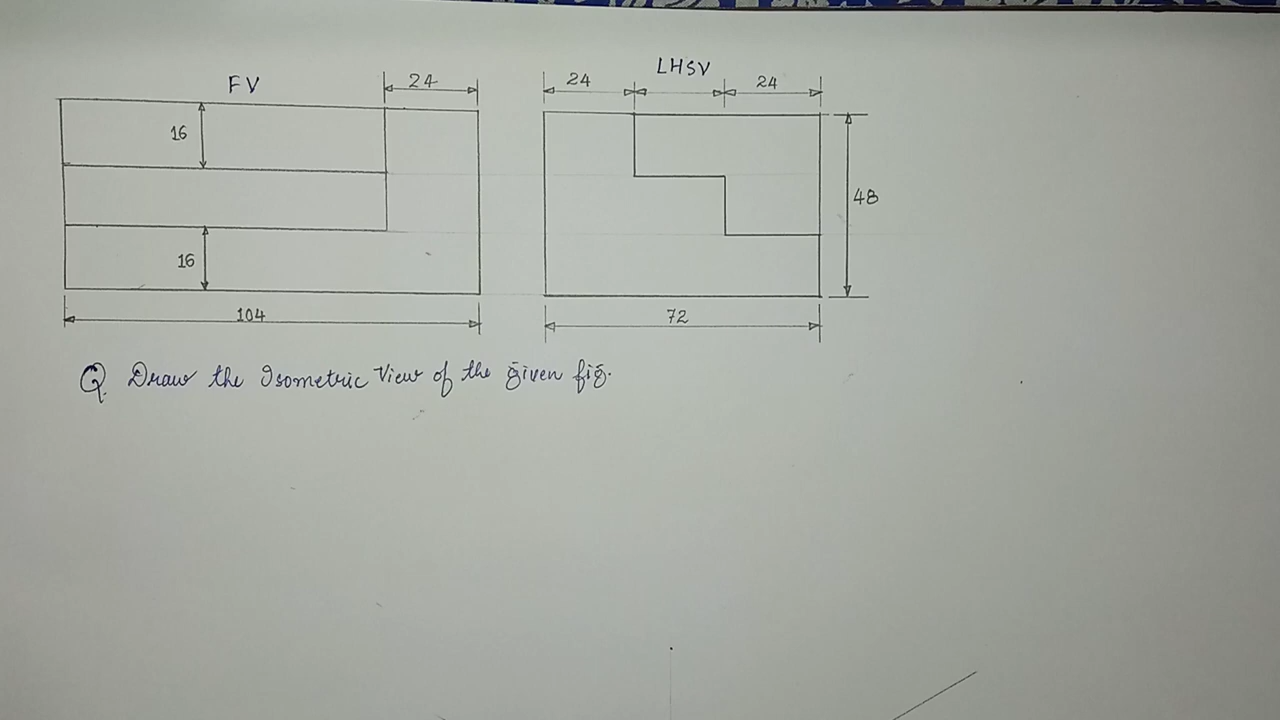 FV
24
24
LHSV
24
16
16
48
104
72
Q. Draw the Isometric View of the given fig.